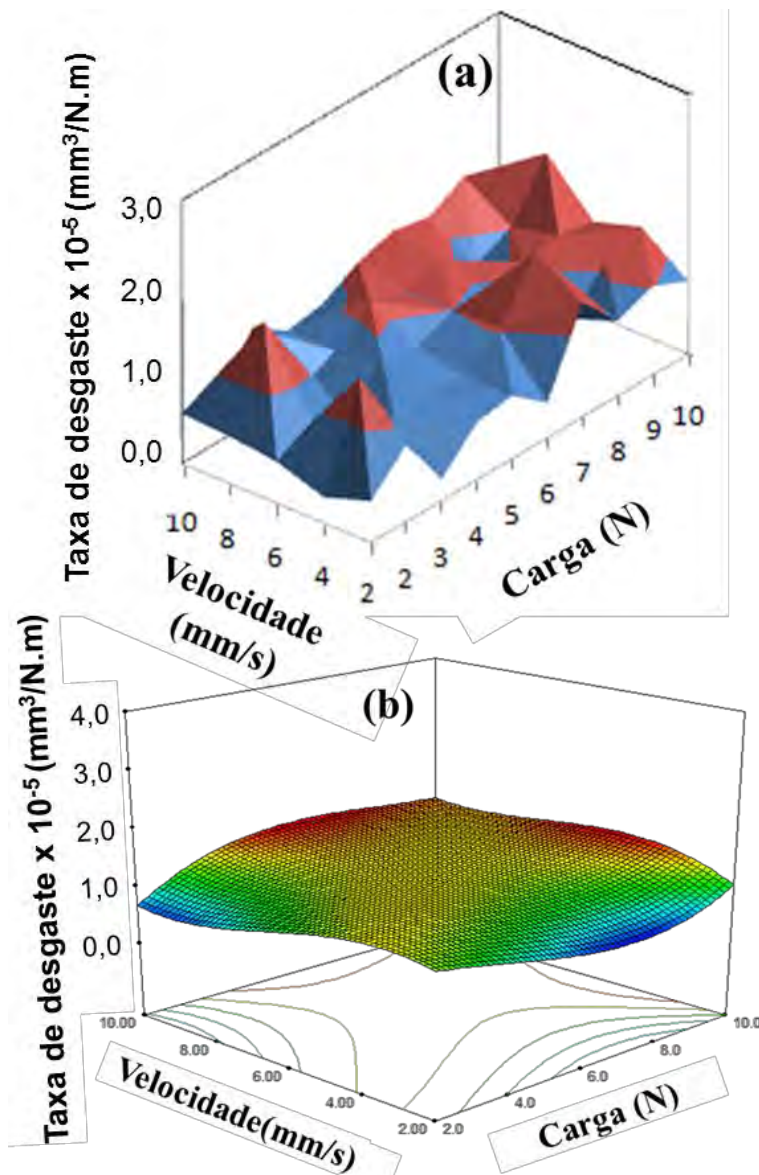 (a)
Taxa de desgaste x 10⁻⁵ (mm³/N.m)
3,0
2,0
1,0
0,0
10 8 6 4 2
Velocidade
(mm/s)
2 3 4 5 6 7 8 9 10
Carga (N)
(b)
Taxa de desgaste x 10⁻⁵ (mm³/N.m)
4,0
3,0
2,0
1,0
0,0
10.00 8.00 6.00 4.00 2.00
Velocidade(mm/s)
2.0 4.0 6.0 8.0 10.0
Carga (N)